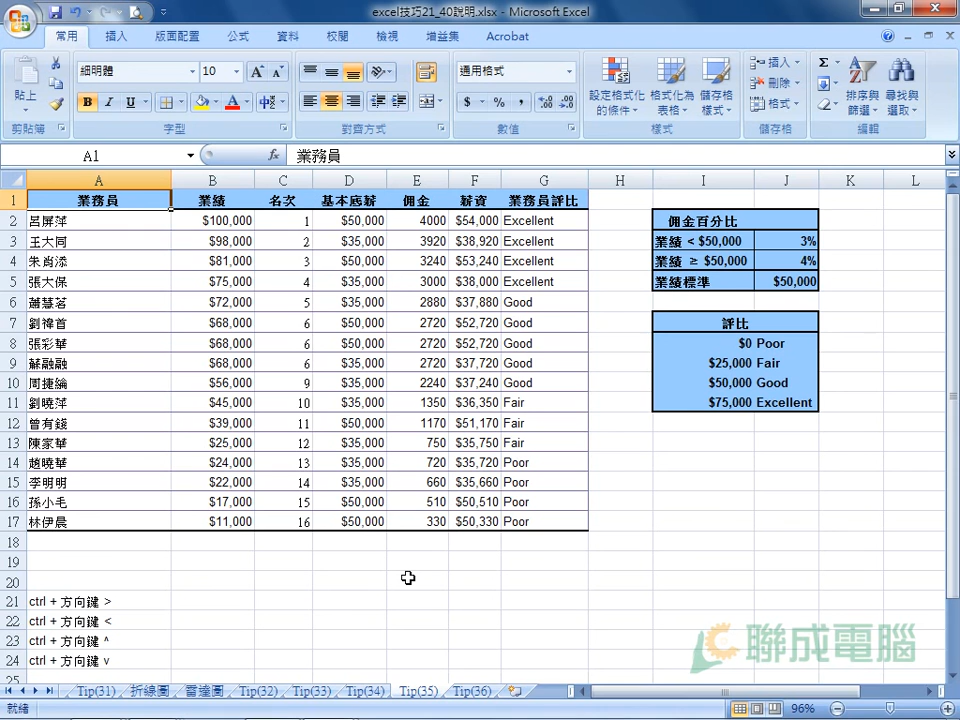 excel技巧21_40說明.xlsx - Microsoft Excel
常用 插入 版面配置 公式 資料 校閱 檢視 增益集 Acrobat
細明體 10 通用格式
貼上 B I U $ % , 設定格式化的條件 格式化為表格 儲存格樣式 插入 刪除 格式 Σ 排序與篩選 尋找與選取
剪貼簿 字型 對齊方式 數值 樣式 儲存格 編輯
A1 fx 業務員
A B C D E F G H I J K L
1 業務員 業績 名次 基本底薪 佣金 薪資 業務員評比
2 呂屏萍 $100,000 1 $50,000 4000 $54,000 Excellent 佣金百分比
3 王大同 $98,000 2 $35,000 3920 $38,920 Excellent 業績 < $50,000 3%
4 朱肖添 $81,000 3 $50,000 3240 $53,240 Excellent 業績 ≥ $50,000 4%
5 張大保 $75,000 4 $35,000 3000 $38,000 Excellent 業績標準 $50,000
6 蕭慧茗 $72,000 5 $35,000 2880 $37,880 Good
7 劉禕首 $68,000 6 $50,000 2720 $52,720 Good 評比
8 張彩華 $68,000 6 $50,000 2720 $52,720 Good $0 Poor
9 蘇融融 $68,000 6 $35,000 2720 $37,720 Good $25,000 Fair
10 周捷綸 $56,000 9 $35,000 2240 $37,240 Good $50,000 Good
11 劉曉萍 $45,000 10 $35,000 1350 $36,350 Fair $75,000 Excellent
12 曾有錢 $39,000 11 $50,000 1170 $51,170 Fair
13 陳家華 $25,000 12 $35,000 750 $35,750 Fair
14 趙曉華 $24,000 13 $35,000 720 $35,720 Poor
15 李明明 $22,000 14 $35,000 660 $35,660 Poor
16 孫小毛 $17,000 15 $50,000 510 $50,510 Poor
17 林伊晨 $11,000 16 $50,000 330 $50,330 Poor
18
19
20
21 ctrl + 方向鍵 >
22 ctrl + 方向鍵 <
23 ctrl + 方向鍵 ^
24 ctrl + 方向鍵 v
25
聯成電腦
Tip(31) 折線圖 雷達圖 Tip(32) Tip(33) Tip(34) Tip(35) Tip(36)
就緒 96%